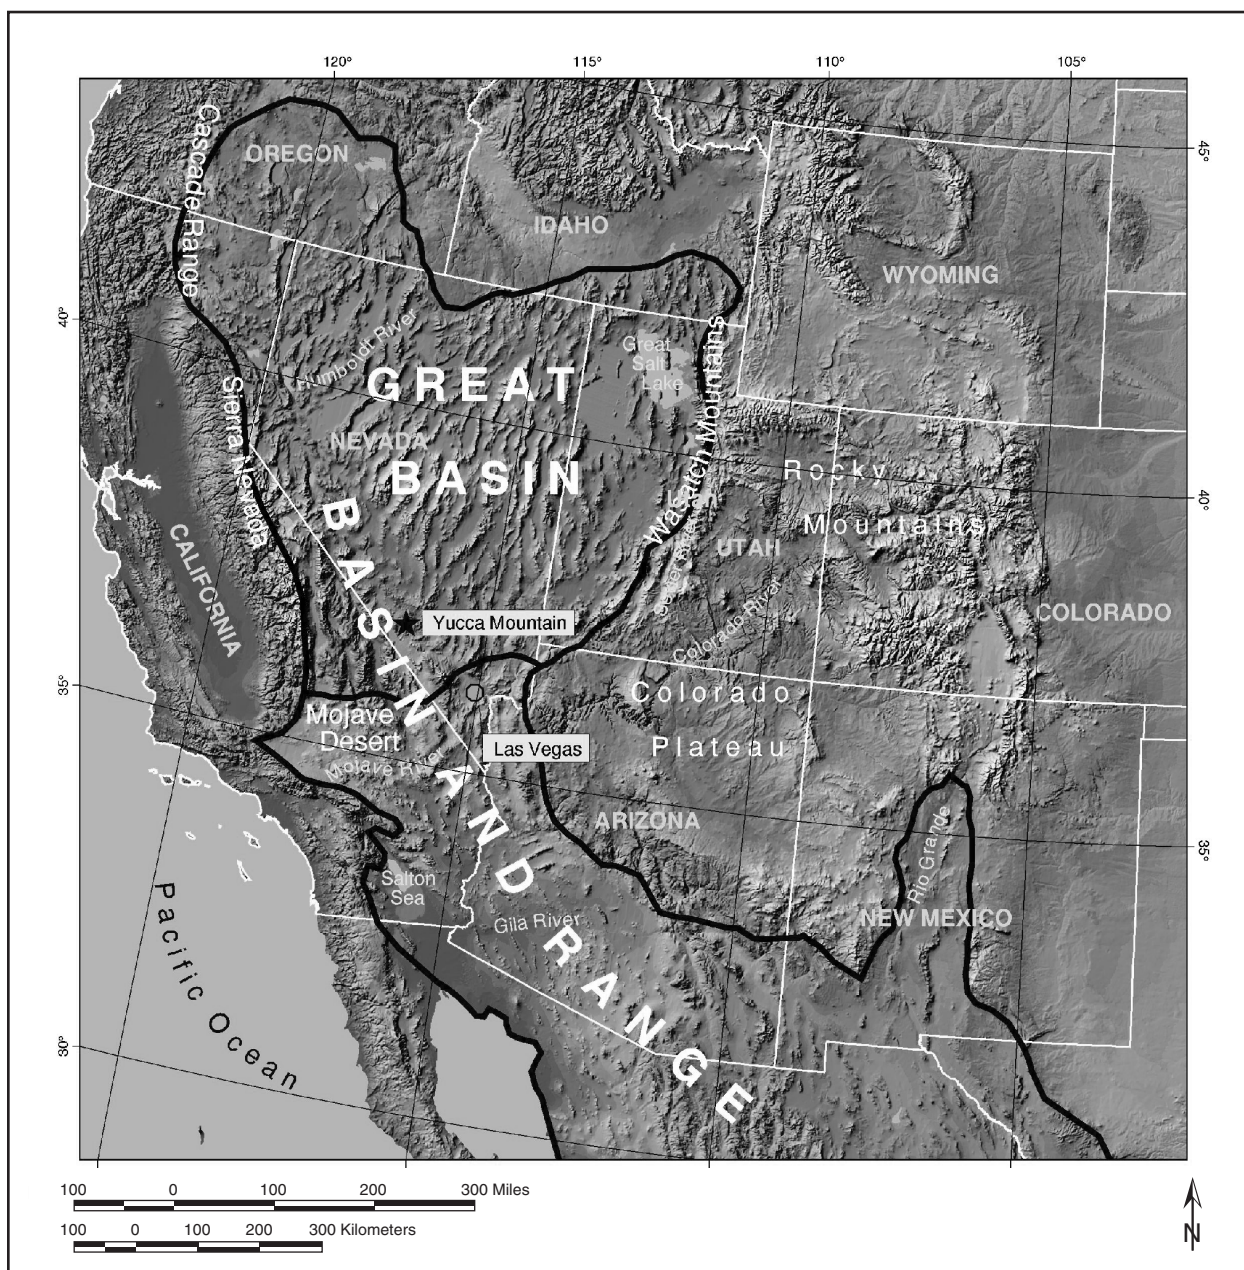 120°
115°
110°
105°
45°
40°
40°
35°
35°
30°
Cascade Range
OREGON
IDAHO
WYOMING
Humboldt River
Great
Salt
Lake
GREAT
BASIN
NEVADA
Sierra Nevada
Wasatch Mountains
Rocky
Mountains
UTAH
COLORADO
CALIFORNIA
BASIN AND RANGE
Yucca Mountain
Colorado River
Colorado
Plateau
Mojave
Desert
Mojave River
Las Vegas
ARIZONA
Salton
Sea
Gila River
Rio Grande
NEW MEXICO
Pacific Ocean
100 0 100 200 300 Miles
100 0 100 200 300 Kilometers
N